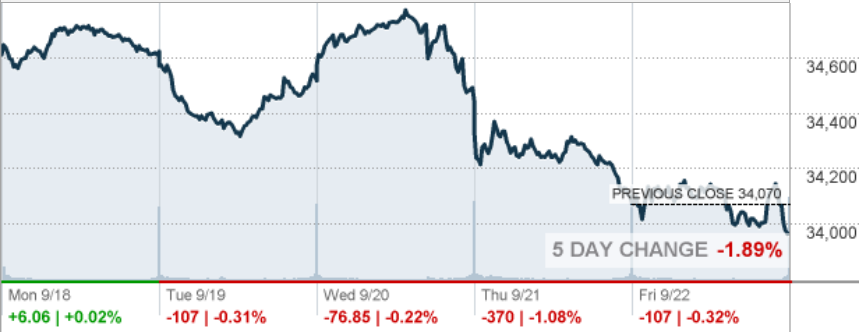 34,600
34,400
34,200
PREVIOUS CLOSE 34,070
34,000
5 DAY CHANGE -1.89%
Mon 9/18 Tue 9/19 Wed 9/20 Thu 9/21 Fri 9/22
+6.06 | +0.02% -107 | -0.31% -76.85 | -0.22% -370 | -1.08% -107 | -0.32%